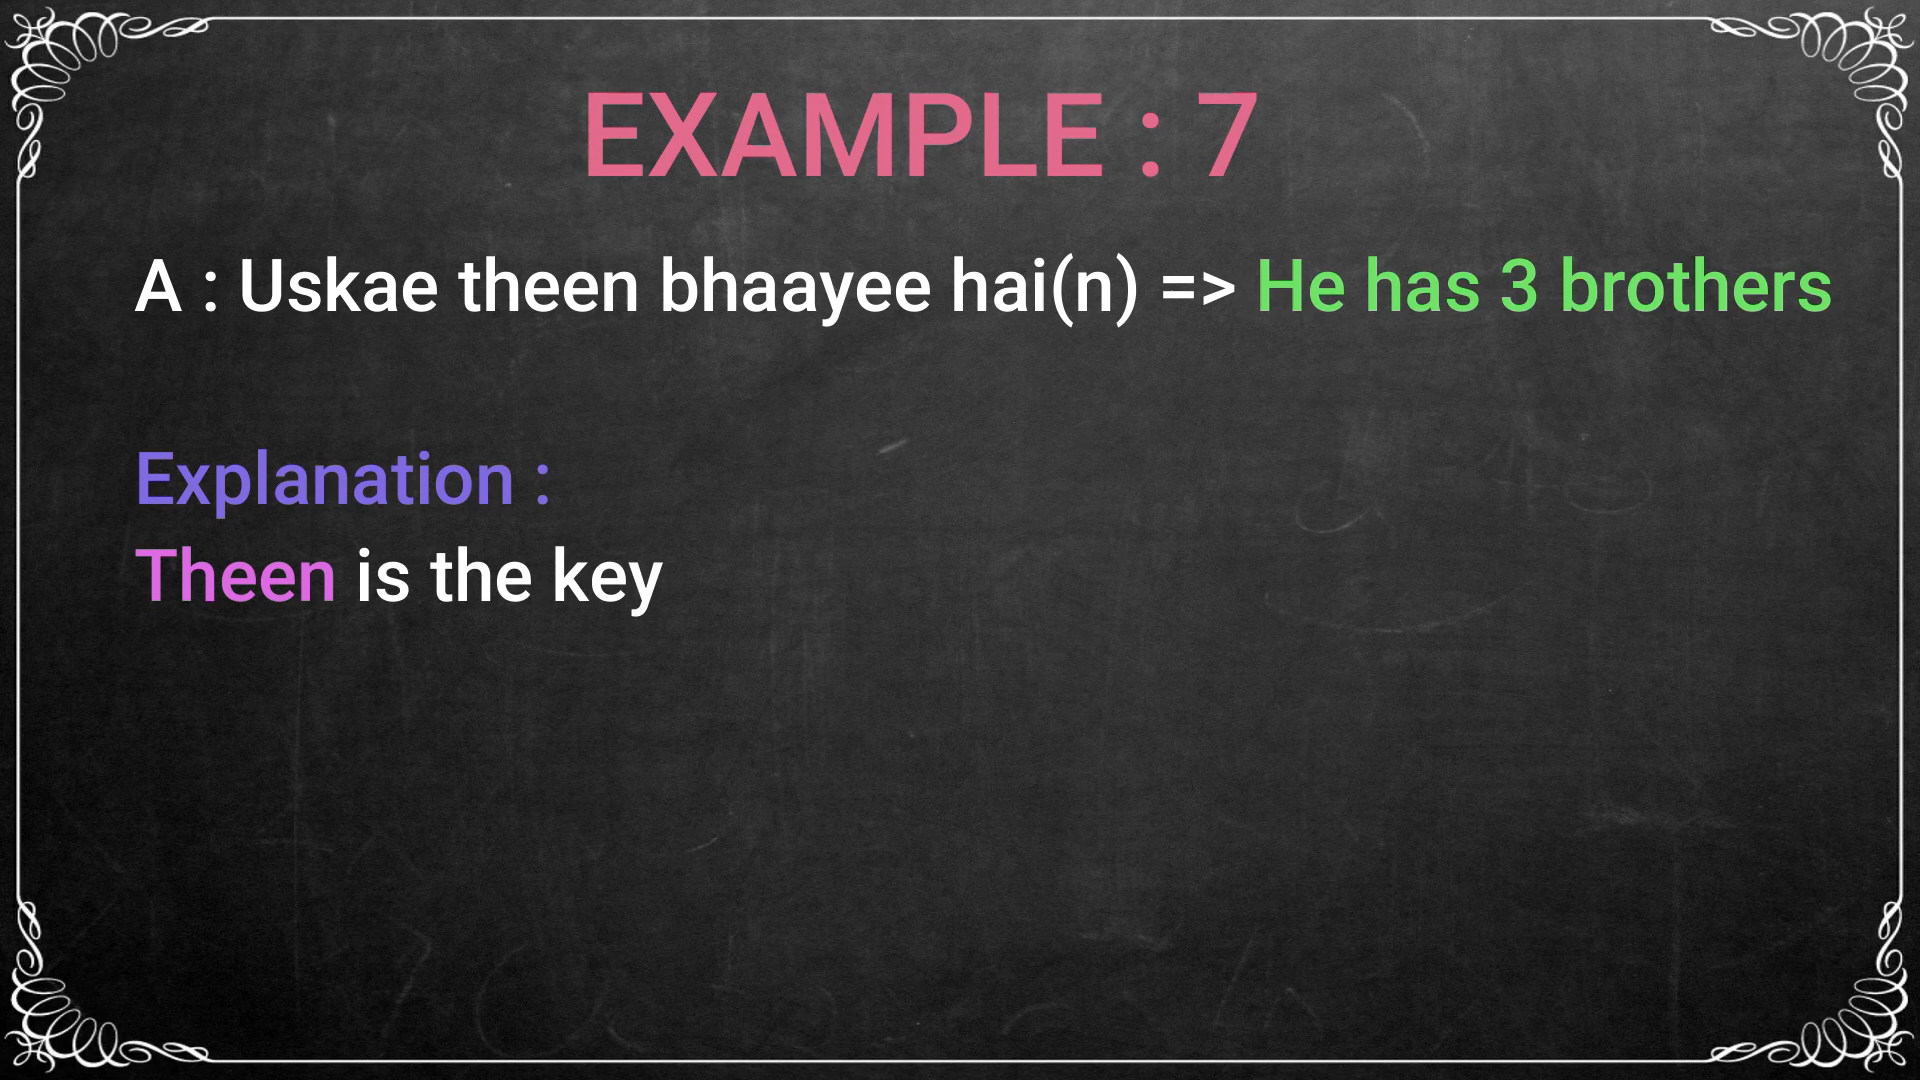 EXAMPLE : 7
A : Uskae theen bhaayee hai(n) => He has 3 brothers
Explanation :
Theen is the key